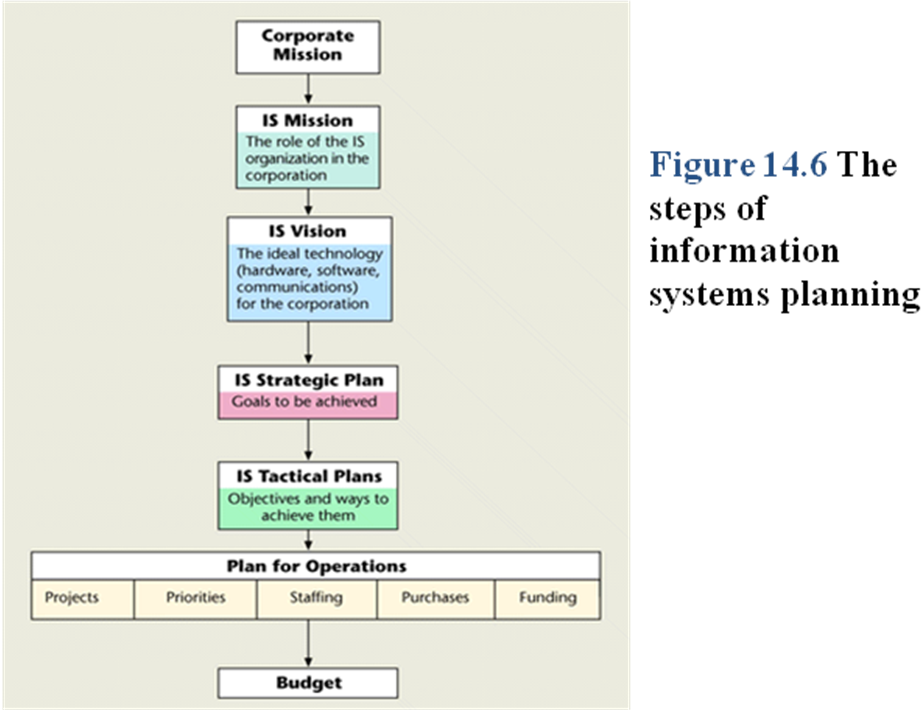 Corporate
Mission
IS Mission
The role of the IS
organization in the
corporation
IS Vision
The ideal technology
(hardware, software,
communications)
for the corporation
IS Strategic Plan
Goals to be achieved
IS Tactical Plans
Objectives and ways to
achieve them
Plan for Operations
Projects Priorities Staffing Purchases Funding
Budget
Figure 14.6 The
steps of
information
systems planning